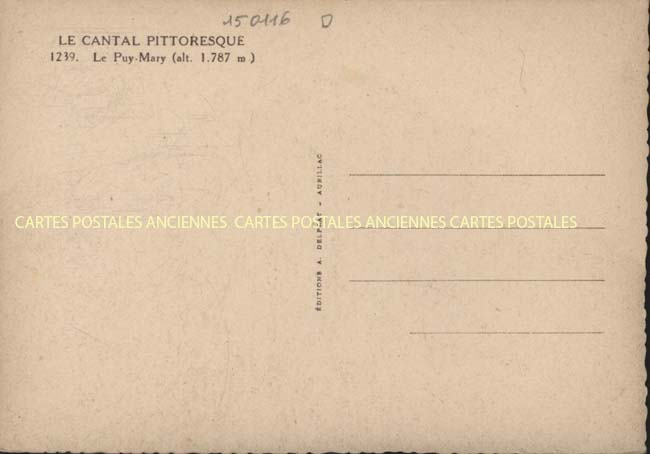 150116 D
LE CANTAL PITTORESQUE
1239. Le Puy-Mary (alt. 1.787 m)
ÉDITIONS A. DELPRAT - AURILLAC
CARTES POSTALES ANCIENNES CARTES POSTALES ANCIENNES CARTES POSTALES